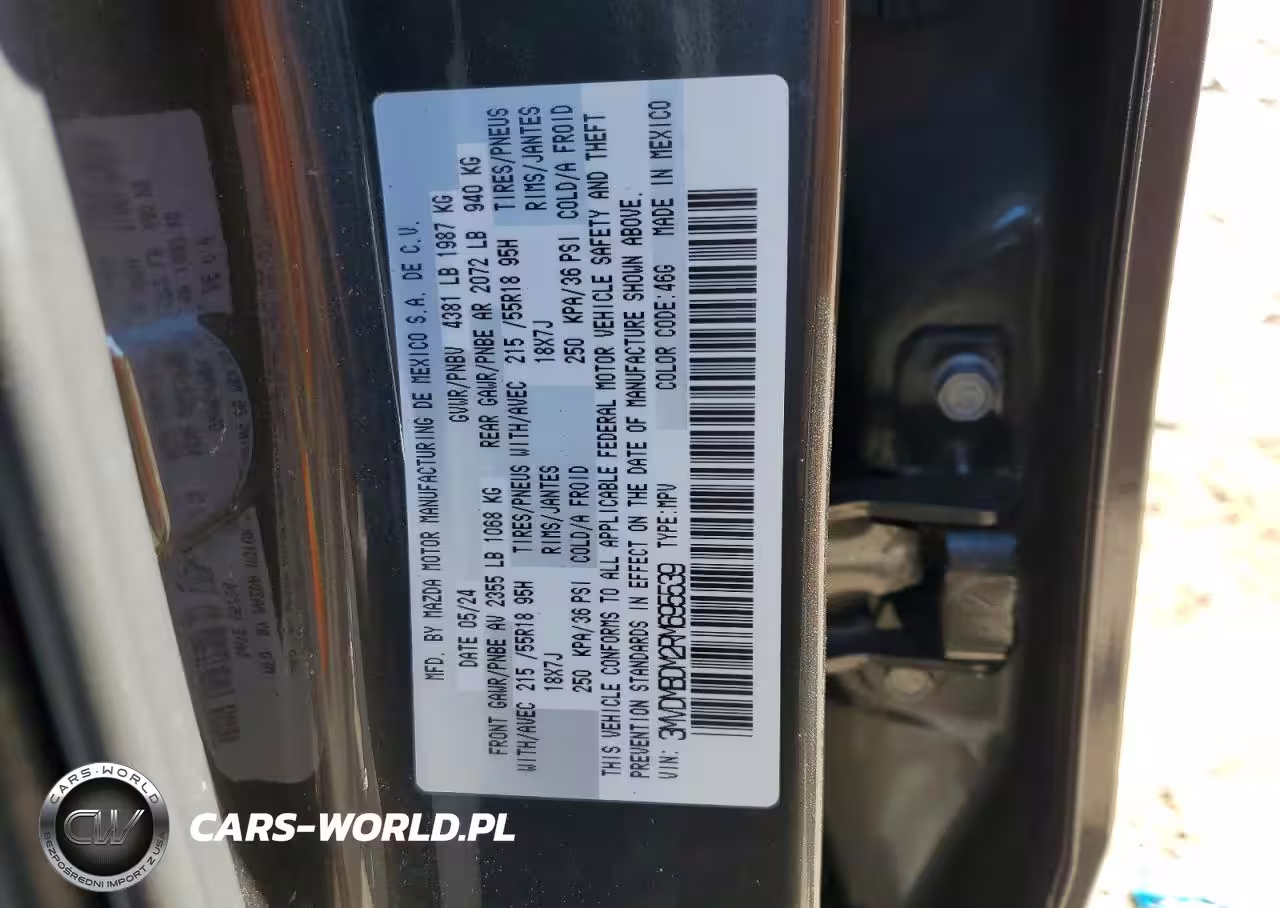 MFD. BY MAZDA MOTOR MANUFACTURING DE MEXICO S.A. DE C.V.
DATE 05/24 GVWR/PNBV 4381 LB 1987 KG
FRONT GAWR/PNBE AV 2355 LB 1068 KG REAR GAWR/PNBE AR 2072 LB 940 KG
WITH/AVEC 215 /55R18 95H TIRES/PNEUS WITH/AVEC 215 /55R18 95H TIRES/PNEUS
18X7J RIMS/JANTES 18X7J RIMS/JANTES
250 KPA/36 PSI COLD/A FROID 250 KPA/36 PSI COLD/A FROID
THIS VEHICLE CONFORMS TO ALL APPLICABLE FEDERAL MOTOR VEHICLE SAFETY AND THEFT
PREVENTION STANDARDS IN EFFECT ON THE DATE OF MANUFACTURE SHOWN ABOVE.
VIN: 3MVDMBDM2RM695539 TYPE:MPV COLOR CODE:46G MADE IN MEXICO
CARS-WORLD
CW
BEZPOŚREDNI IMPORT Z USA
CARS-WORLD.PL